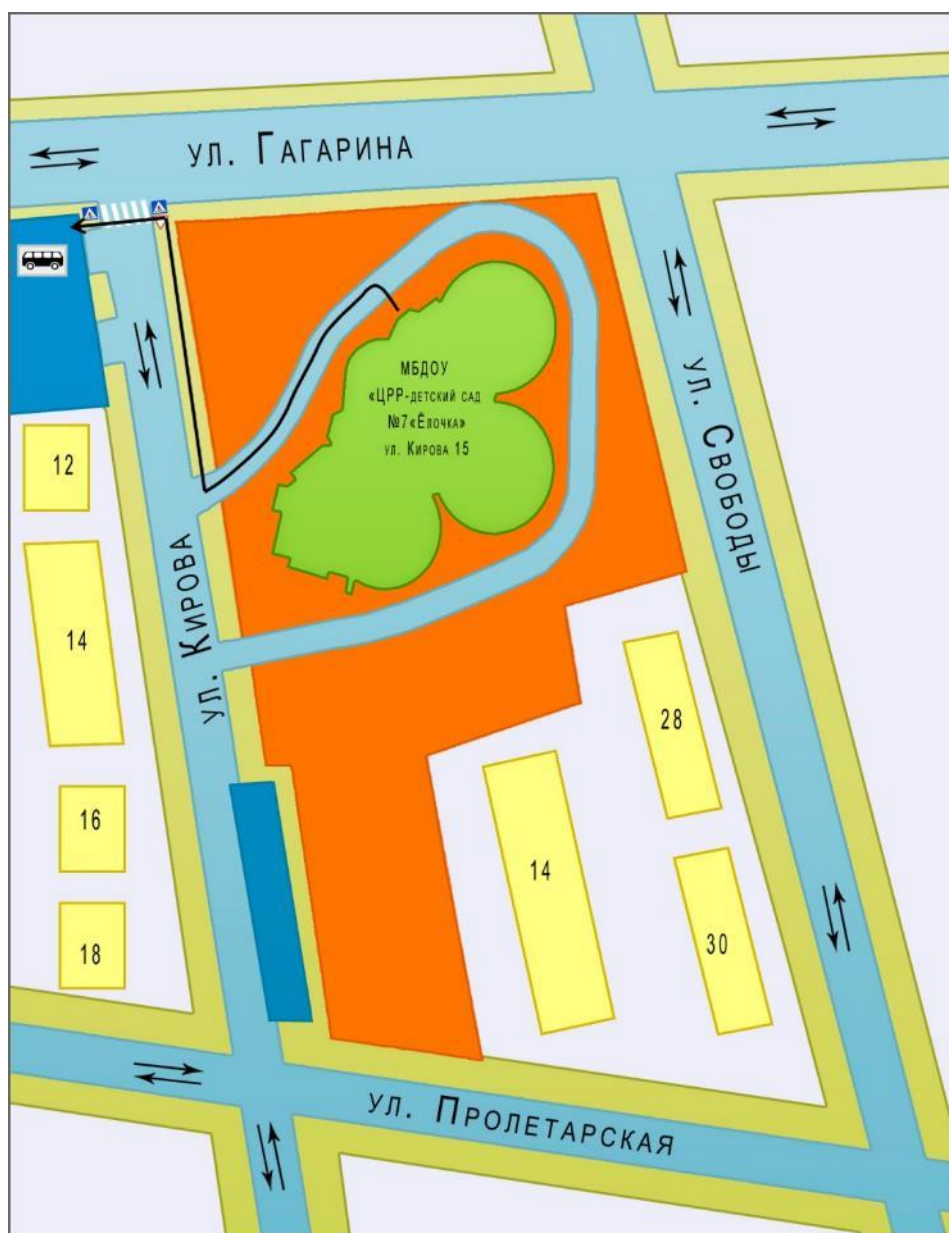 ул. Гагарина
МБДОУ
«ЦРР-детский сад
№7«Ёлочка»
ул. Кирова 15
ул. Свободы
12
ул. Кирова
14
28
16
14
18
30
ул. Пролетарская